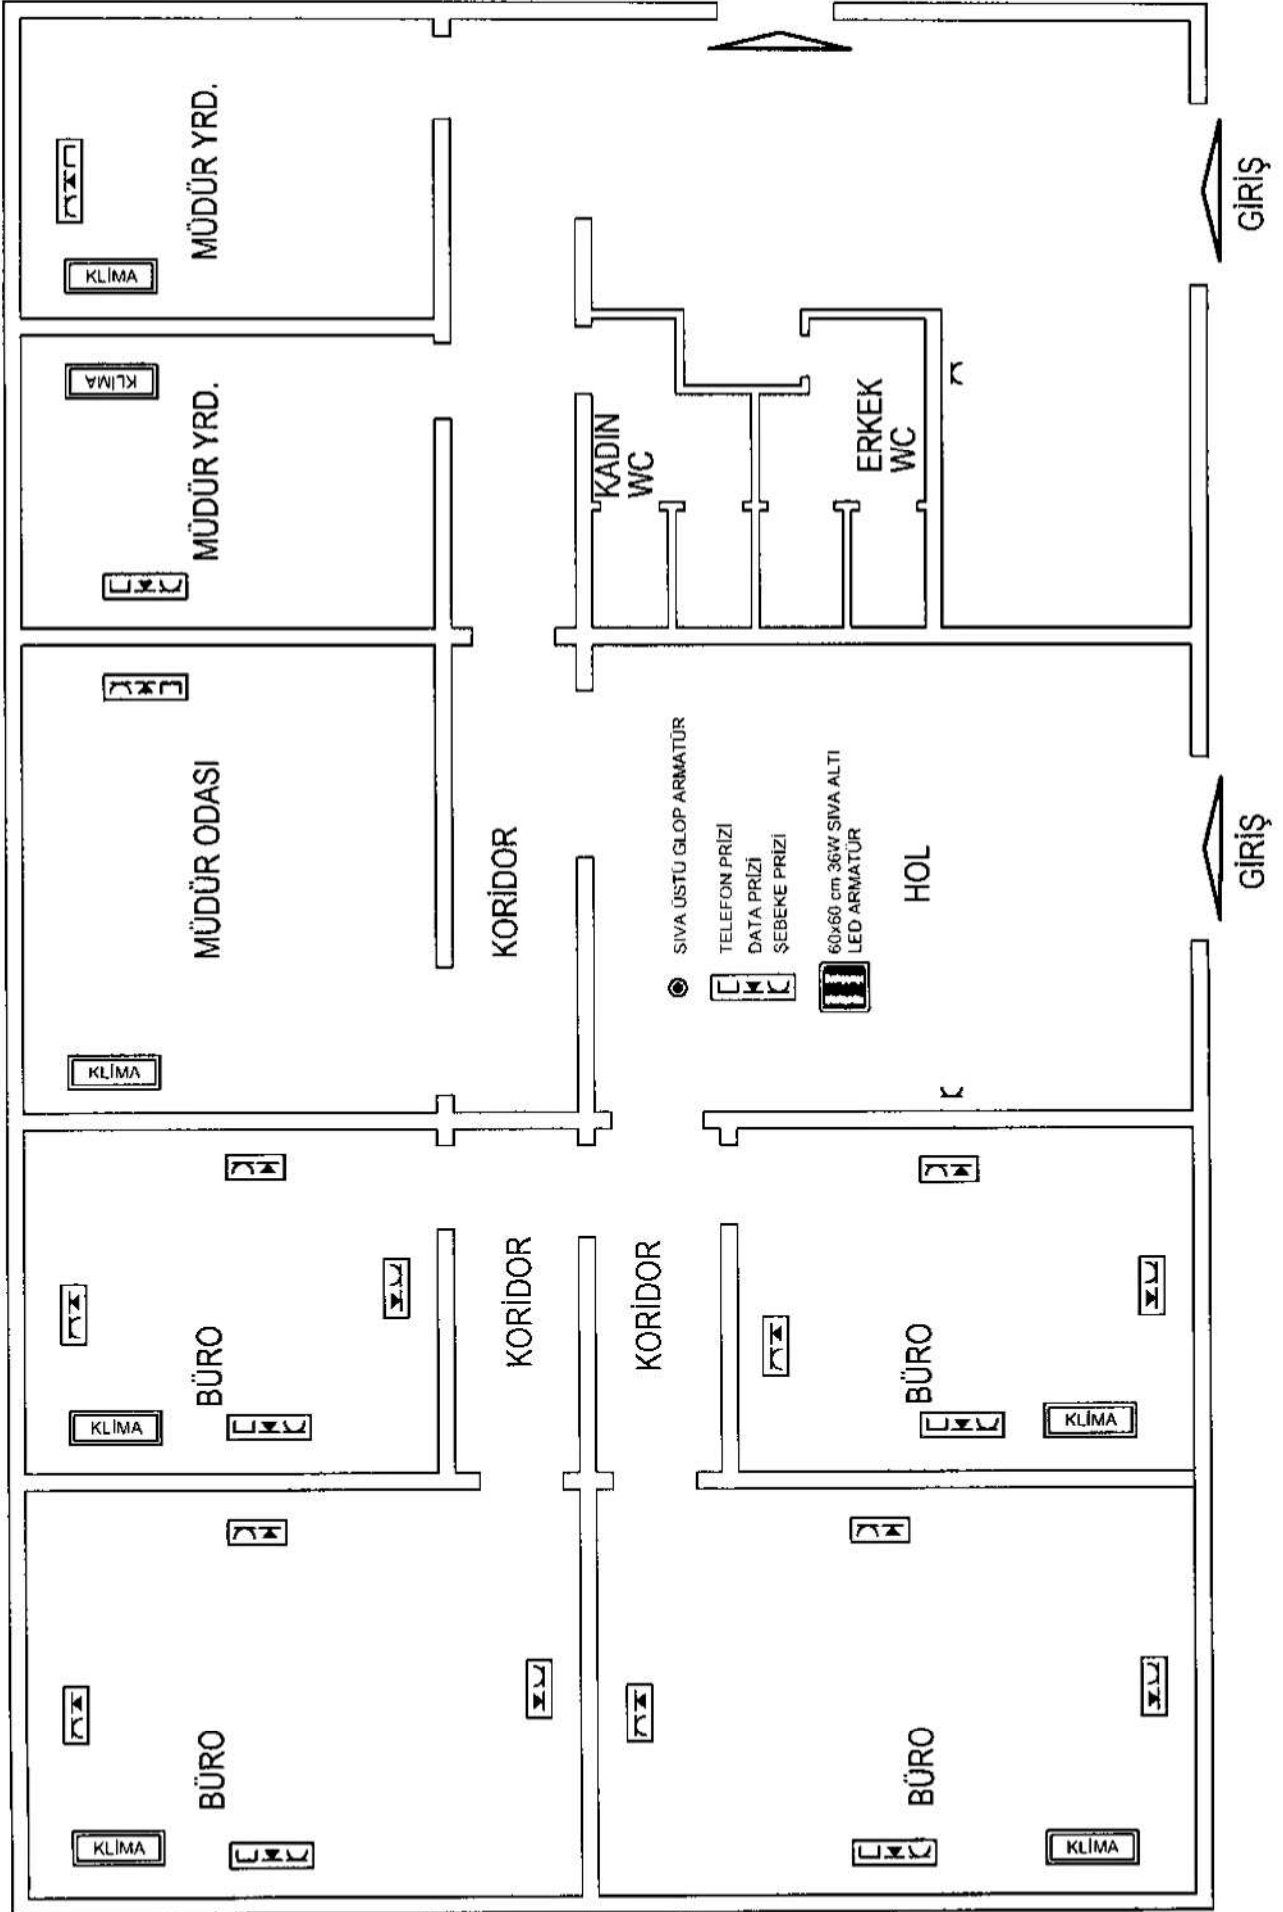 BÜRO
KLİMA
BÜRO
KLİMA
MÜDÜR ODASI
KLİMA
MÜDÜR YRD.
KLİMA
MÜDÜR YRD.
KLİMA
KORİDOR
KORİDOR
KORİDOR
KADIN
WC
ERKEK
WC
SIVA ÜSTÜ GLOP ARMATÜR
TELEFON PRİZİ
DATA PRİZİ
ŞEBEKE PRİZİ
60x60 cm 36W SIVA ALTI
LED ARMATÜR
HOL
BÜRO
KLİMA
BÜRO
KLİMA
GİRİŞ
GİRİŞ